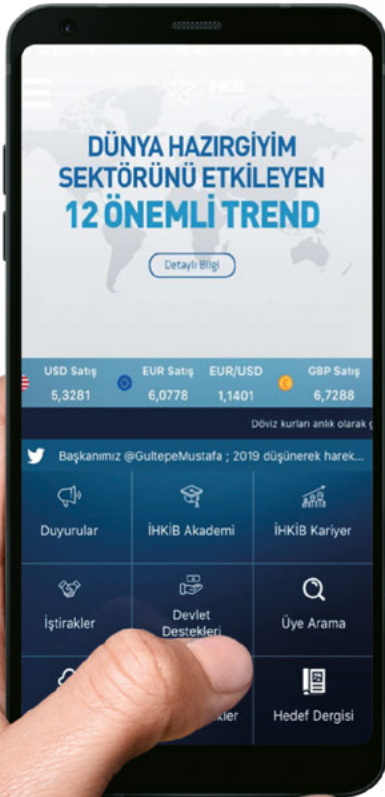 İHKİB
DÜNYA HAZIRGİYİM
SEKTÖRÜNÜ ETKİLEYEN
12 ÖNEMLİ TREND
Detaylı Bilgi
USD Satış EUR Satış EUR/USD GBP Satış
5,3281 6,0778 1,1401 6,7288
Döviz kurları anlık olarak
Başkanımız @GultepeMustafa ; 2019 düşünerek harek...
Duyurular İHKİB Akademi İHKİB Kariyer
İştirakler Devlet Destekleri Üye Arama
Hedef Dergisi